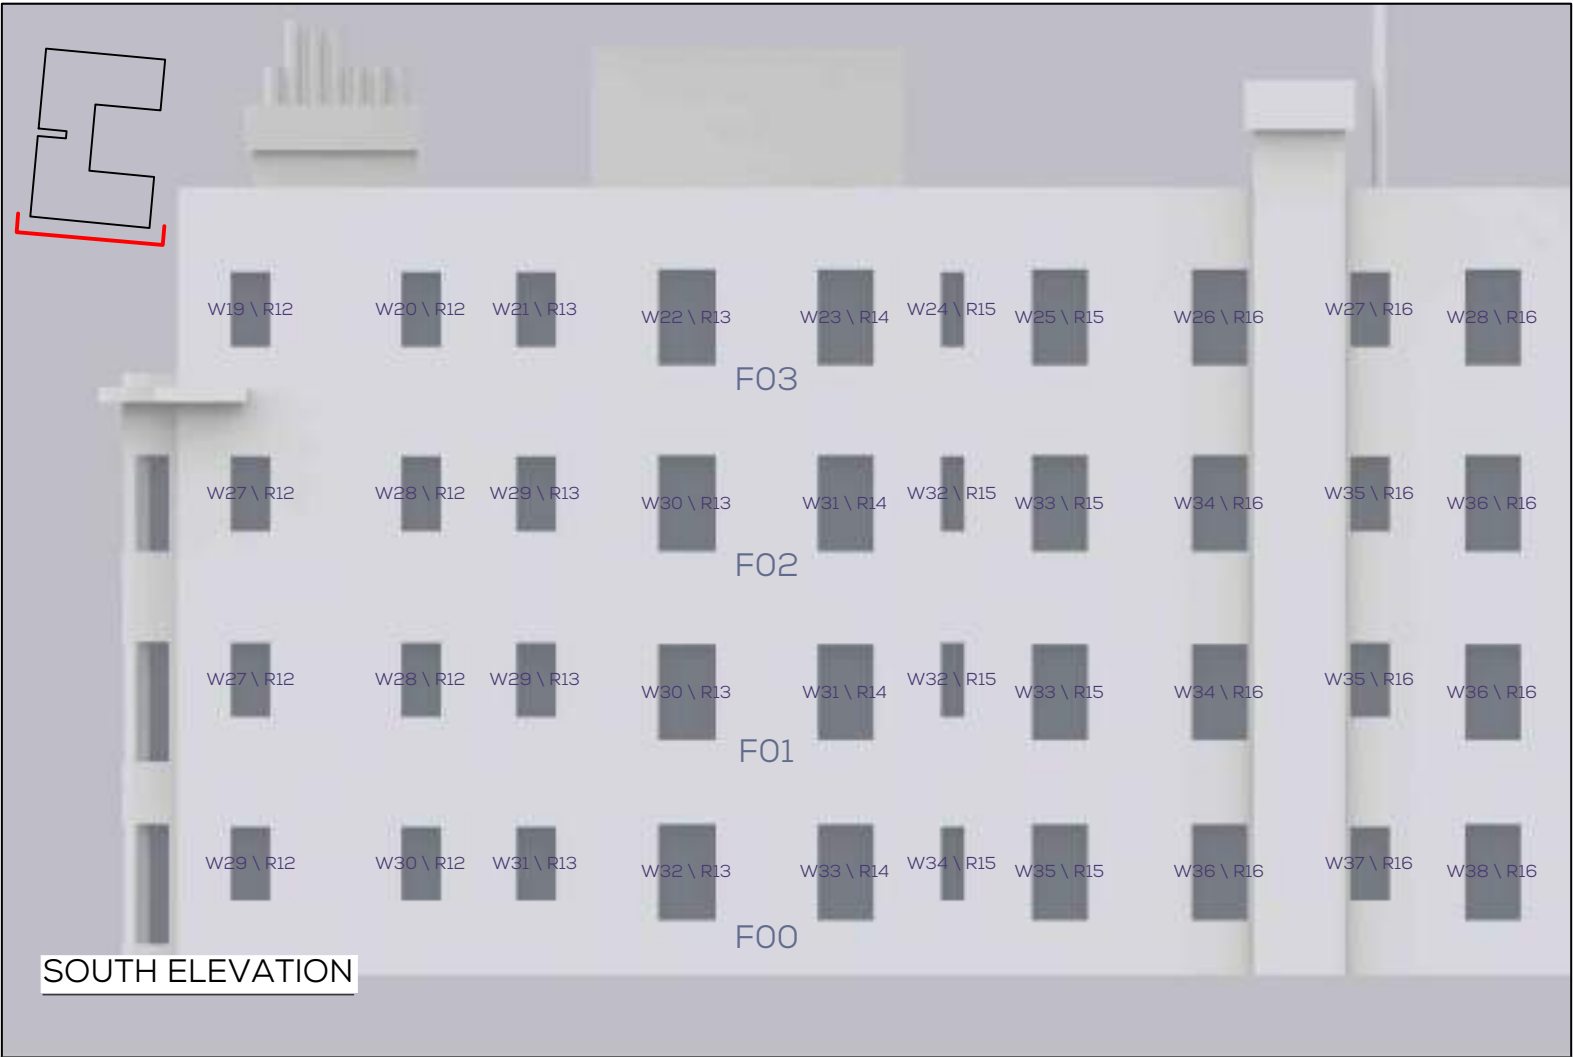 W19 \ R12 W20 \ R12 W21 \ R13 W22 \ R13 W23 \ R14 W24 \ R15 W25 \ R15 W26 \ R16 W27 \ R16 W28 \ R16
F03
W27 \ R12 W28 \ R12 W29 \ R13 W30 \ R13 W31 \ R14 W32 \ R15 W33 \ R15 W34 \ R16 W35 \ R16 W36 \ R16
F02
W27 \ R12 W28 \ R12 W29 \ R13 W30 \ R13 W31 \ R14 W32 \ R15 W33 \ R15 W34 \ R16 W35 \ R16 W36 \ R16
F01
W29 \ R12 W30 \ R12 W31 \ R13 W32 \ R13 W33 \ R14 W34 \ R15 W35 \ R15 W36 \ R16 W37 \ R16 W38 \ R16
F00
SOUTH ELEVATION